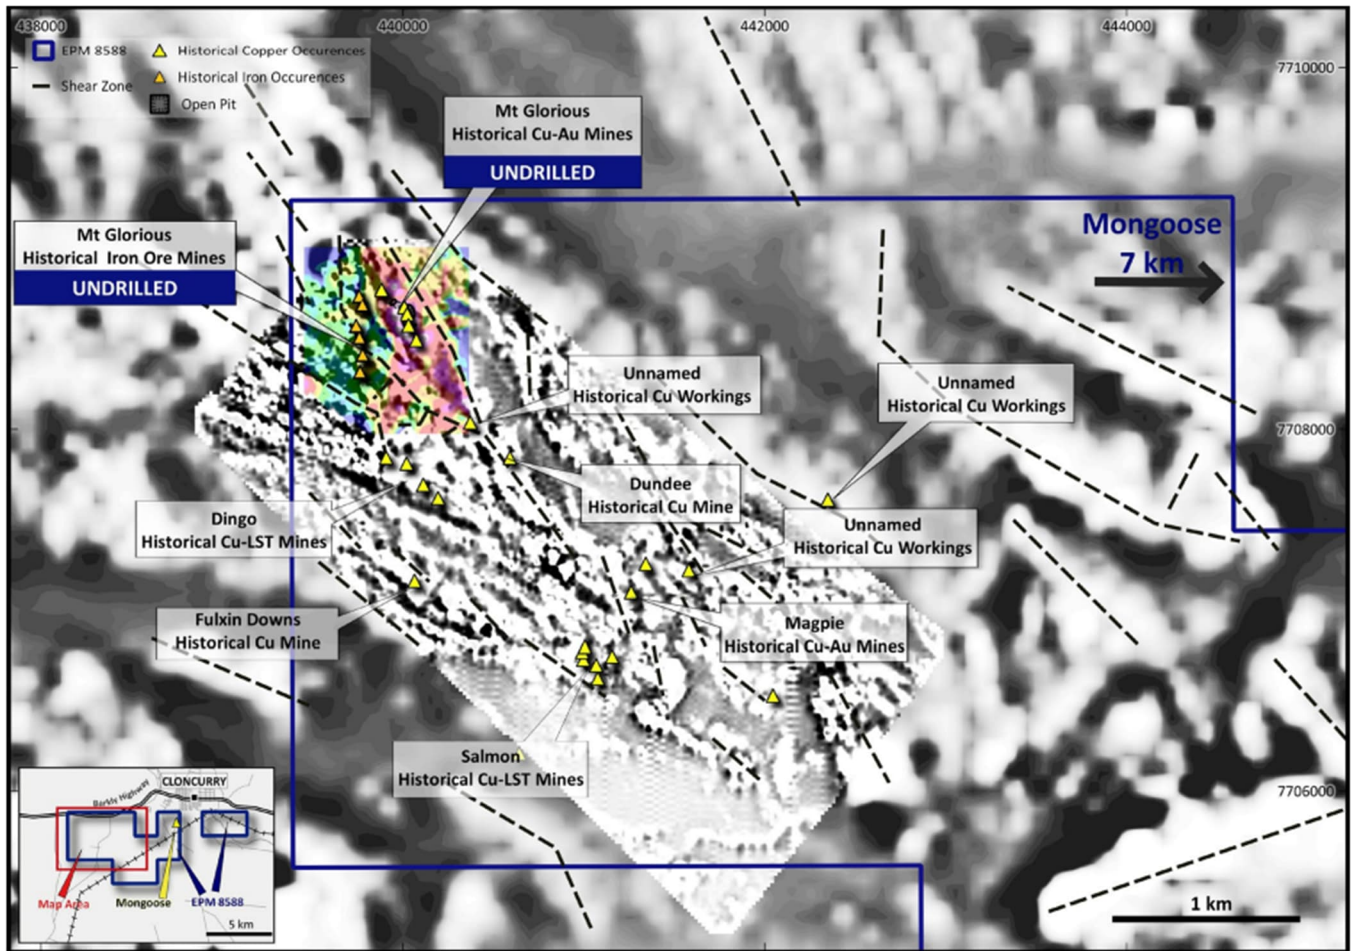 438000
440000
442000
444000
EPM 8588
Historical Copper Occurences
Shear Zone
Historical Iron Occurences
Open Pit
7710000
Mt Glorious
Historical Cu-Au Mines
UNDRILLED
Mt Glorious
Historical Iron Ore Mines
UNDRILLED
Mongoose
7 km
Unnamed
Historical Cu Workings
Unnamed
Historical Cu Workings
7708000
Dundee
Historical Cu Mine
Dingo
Historical Cu-LST Mines
Unnamed
Historical Cu Workings
Fulxin Downs
Historical Cu Mine
Magpie
Historical Cu-Au Mines
Salmon
Historical Cu-LST Mines
7706000
CLONCURRY
Barkly Highway
Map Area
Mongoose
EPM 8588
5 km
1 km